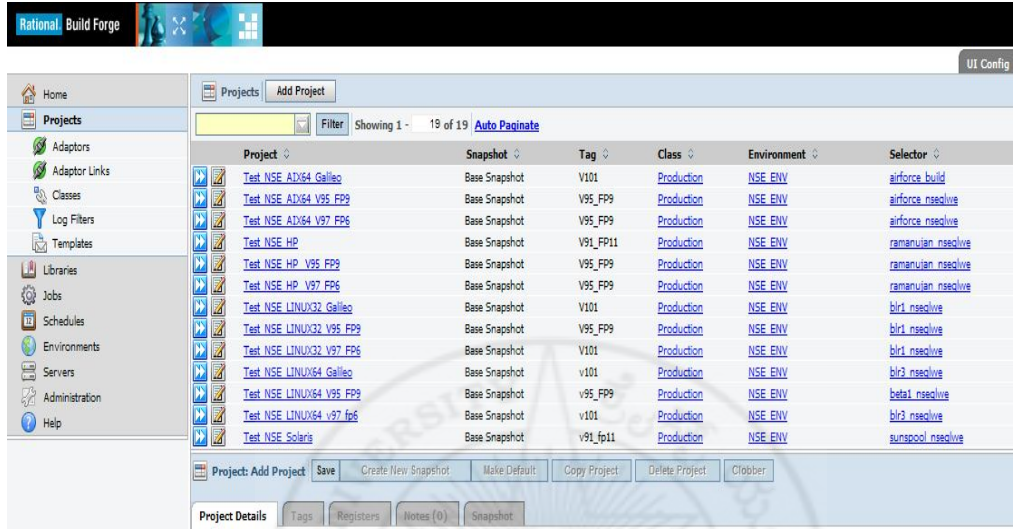 Rational. Build Forge
UI Config
Home
Projects
Adaptors
Adaptor Links
Classes
Log Filters
Templates
Libraries
Jobs
Schedules
Environments
Servers
Administration
Help
Projects Add Project
Filter Showing 1 - 19 of 19 Auto Paginate
Project Snapshot Tag Class Environment Selector
Test NSE AIX64 Galileo Base Snapshot V101 Production NSE ENV airforce build
Test NSE AIX64 V95 FP9 Base Snapshot V95_FP9 Production NSE ENV airforce nseqlwe
Test NSE AIX64 V97 FP6 Base Snapshot V95_FP9 Production NSE ENV airforce nseqlwe
Test NSE HP Base Snapshot V91_FP11 Production NSE ENV ramanujan nseqlwe
Test NSE HP V95 FP9 Base Snapshot V95_FP9 Production NSE ENV ramanujan nseqlwe
Test NSE HP V97 FP6 Base Snapshot V95_FP9 Production NSE ENV ramanujan nseqlwe
Test NSE LINUX32 Galileo Base Snapshot V101 Production NSE ENV blr1 nseqlwe
Test NSE LINUX32 V95 FP9 Base Snapshot V95_FP9 Production NSE ENV blr1 nseqlwe
Test NSE LINUX32 V97 FP6 Base Snapshot V101 Production NSE ENV blr1 nseqlwe
Test NSE LINUX64 Galileo Base Snapshot v101 Production NSE ENV blr3 nseqlwe
Test NSE LINUX64 V95 FP9 Base Snapshot v95_FP9 Production NSE ENV beta1 nseqlwe
Test NSE LINUX64 v97 fp6 Base Snapshot v101 Production NSE ENV blr3 nseqlwe
Test NSE Solaris Base Snapshot v91_fp11 Production NSE ENV sunspool nseqlwe
Project: Add Project Save Create New Snapshot Make Default Copy Project Delete Project Clobber
Project Details Tags Registers Notes (0) Snapshot